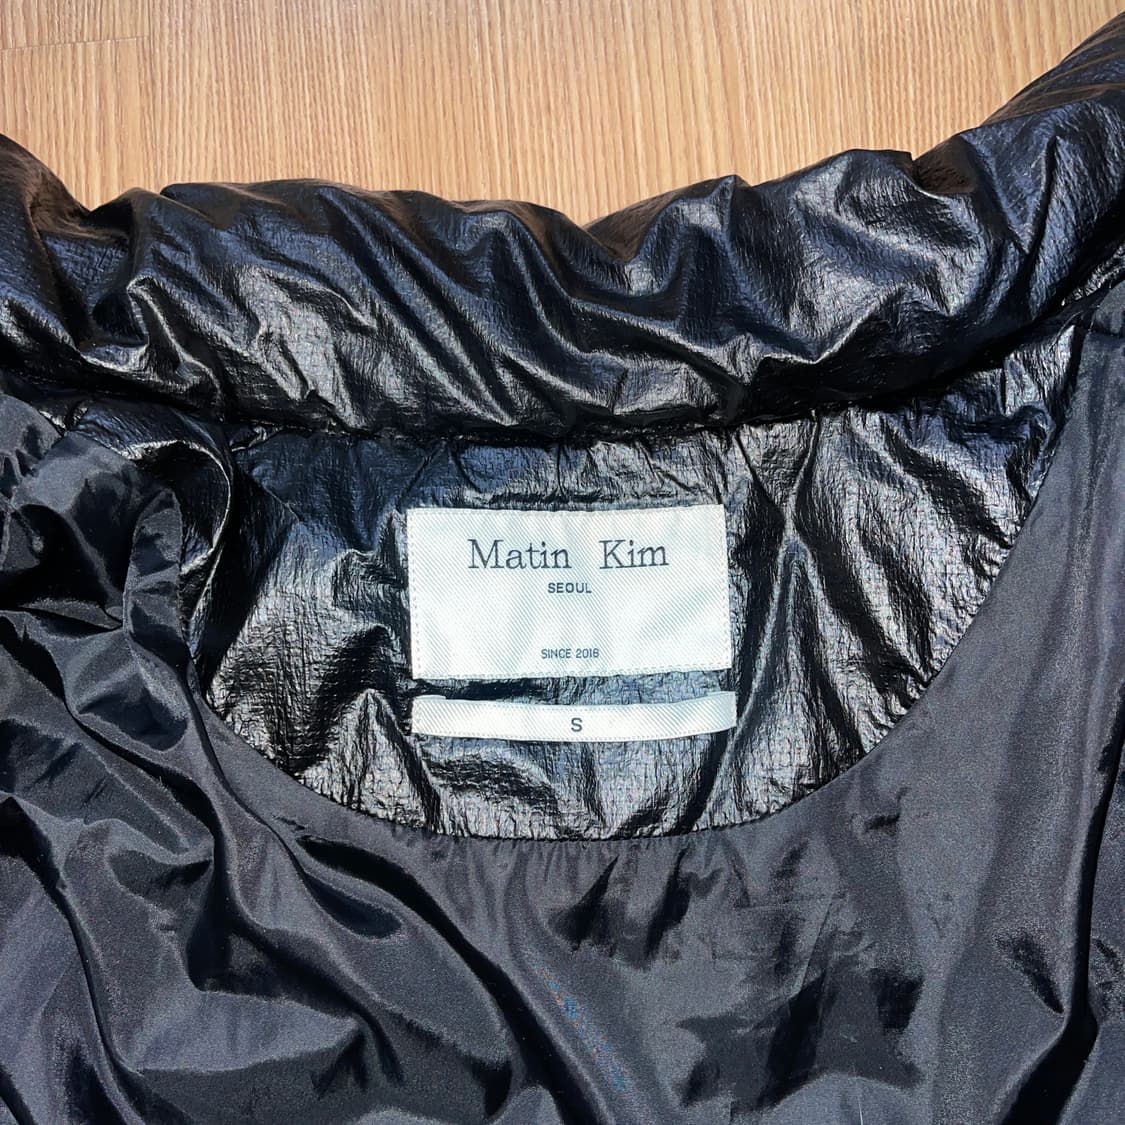 Matin Kim
SEOUL
SINCE 2018
S